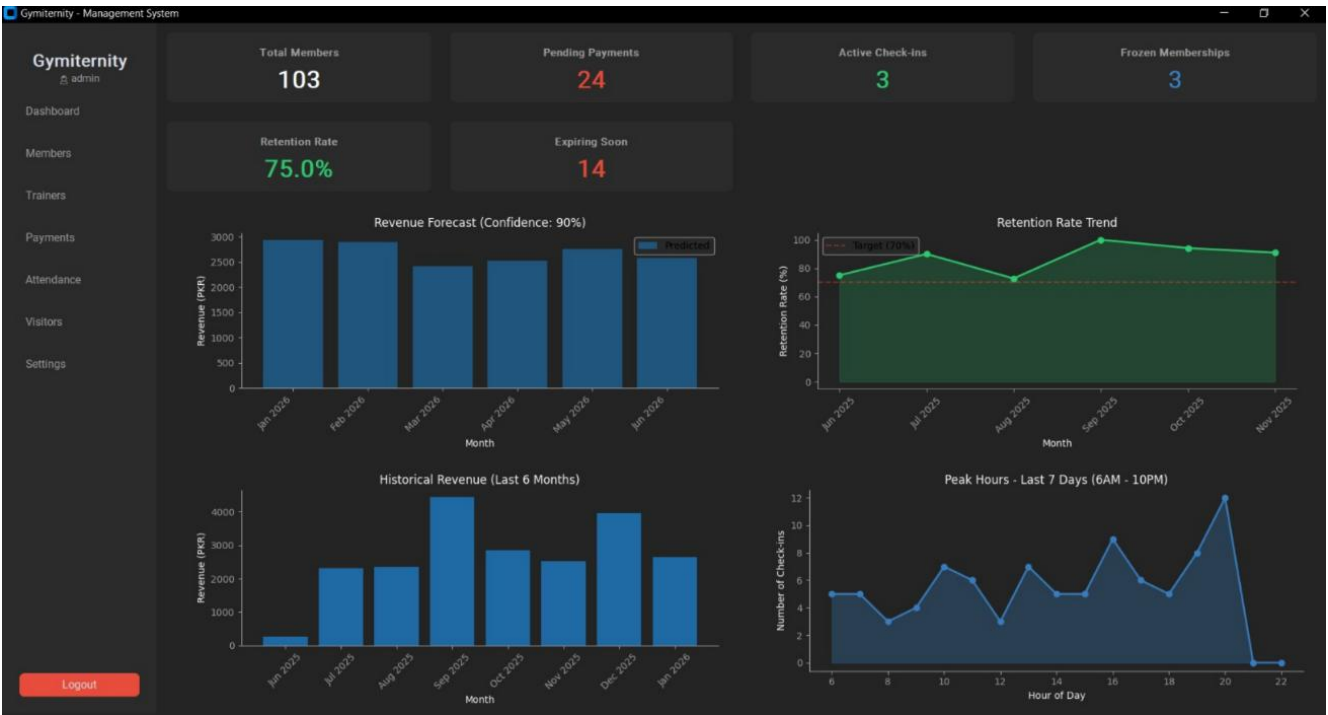 Gymiternity - Management System
Gymiternity
admin
Dashboard
Members
Trainers
Payments
Attendance
Visitors
Settings
Logout
Total Members
103
Pending Payments
24
Active Check-ins
3
Frozen Memberships
3
Retention Rate
75.0%
Expiring Soon
14
Revenue Forecast (Confidence: 90%)
Predicted
Revenue (PKR)
3000
2500
2000
1500
1000
500
0
Jan 2026
Feb 2026
Mar 2026
Apr 2026
May 2026
Jun 2026
Month
Retention Rate Trend
Target (70%)
Retention Rate (%)
100
80
60
40
20
0
Jun 2025
Jul 2025
Aug 2025
Sep 2025
Oct 2025
Nov 2025
Month
Historical Revenue (Last 6 Months)
Revenue (PKR)
4000
3000
2000
1000
0
Jun 2025
Jul 2025
Aug 2025
Sep 2025
Oct 2025
Nov 2025
Dec 2025
Jan 2026
Month
Peak Hours - Last 7 Days (6AM - 10PM)
Number of Check-ins
12
10
8
6
4
2
0
6
8
10
12
14
16
18
20
22
Hour of Day